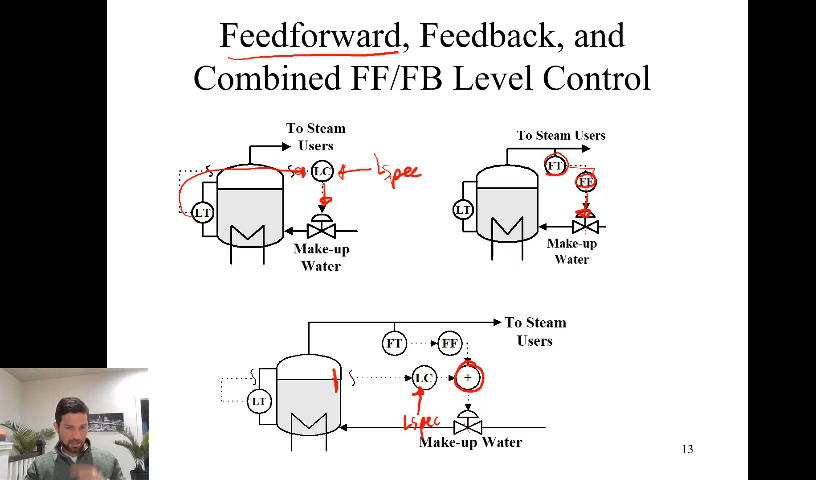 Feedforward, Feedback, and
Combined FF/FB Level Control
To Steam
Users
LC
Lspec
LT
Make-up
Water
To Steam Users
FT
FF
LT
Make-up
Water
To Steam
Users
FT
FF
LC
+
LT
Lspec
Make-up Water
13